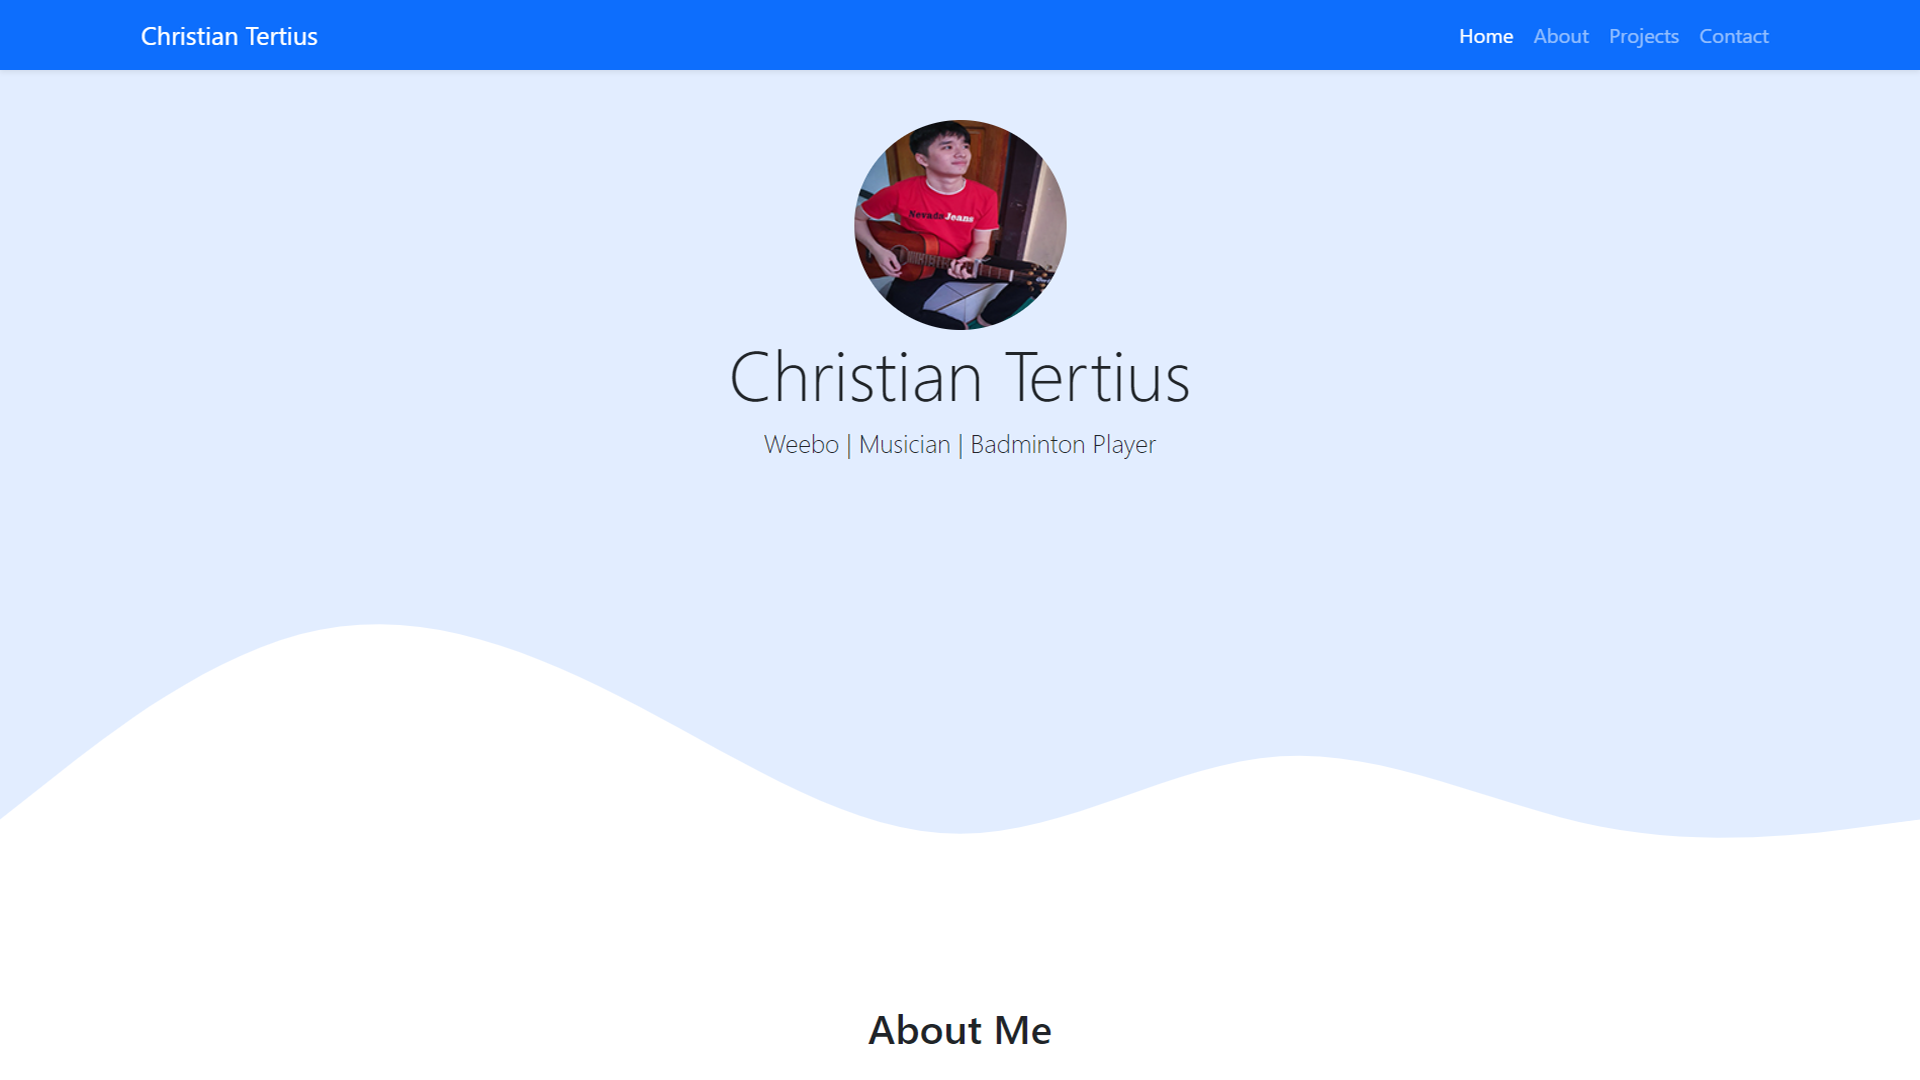 Christian Tertius
Home About Projects Contact
Nevada Jeans
Christian Tertius
Weebo | Musician | Badminton Player
About Me